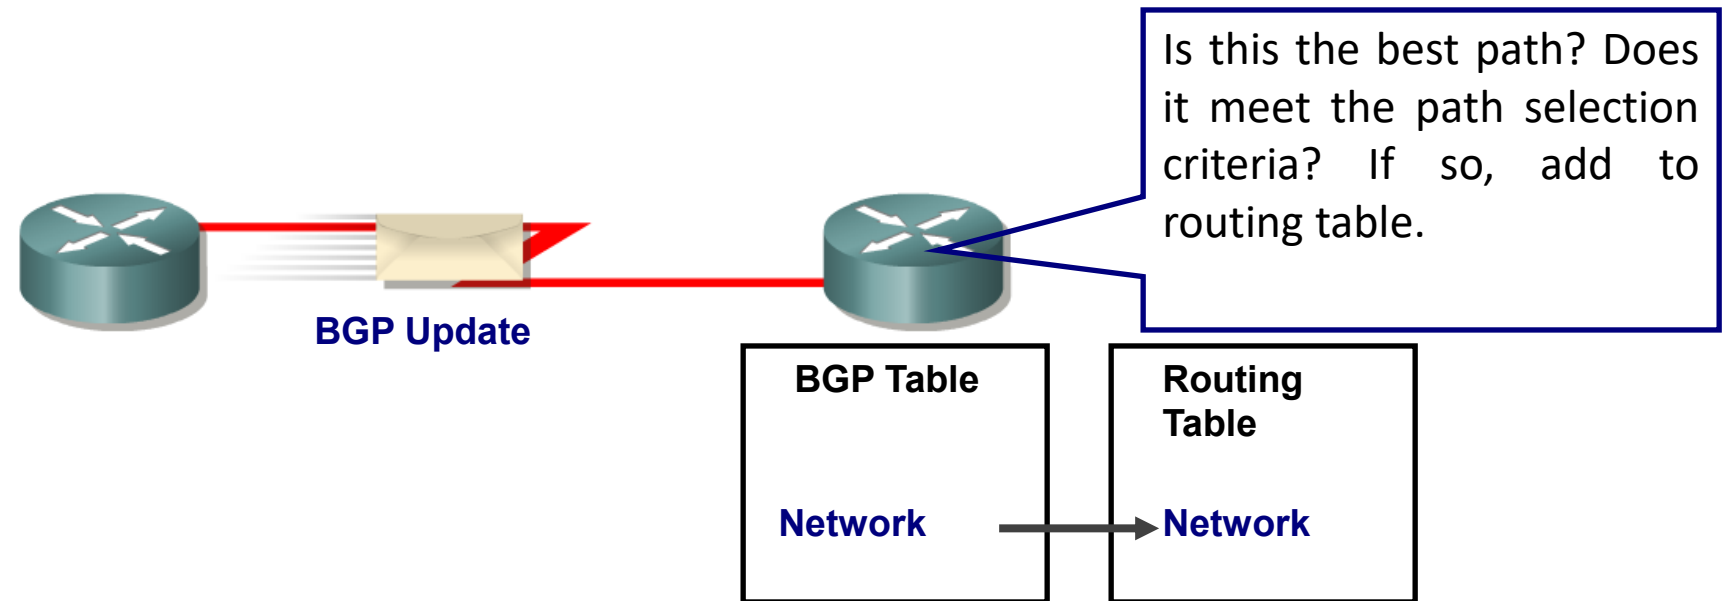 Is this the best path? Does
it meet the path selection
criteria? If so, add to
routing table.
BGP Update
BGP Table
Network
Routing
Table
Network